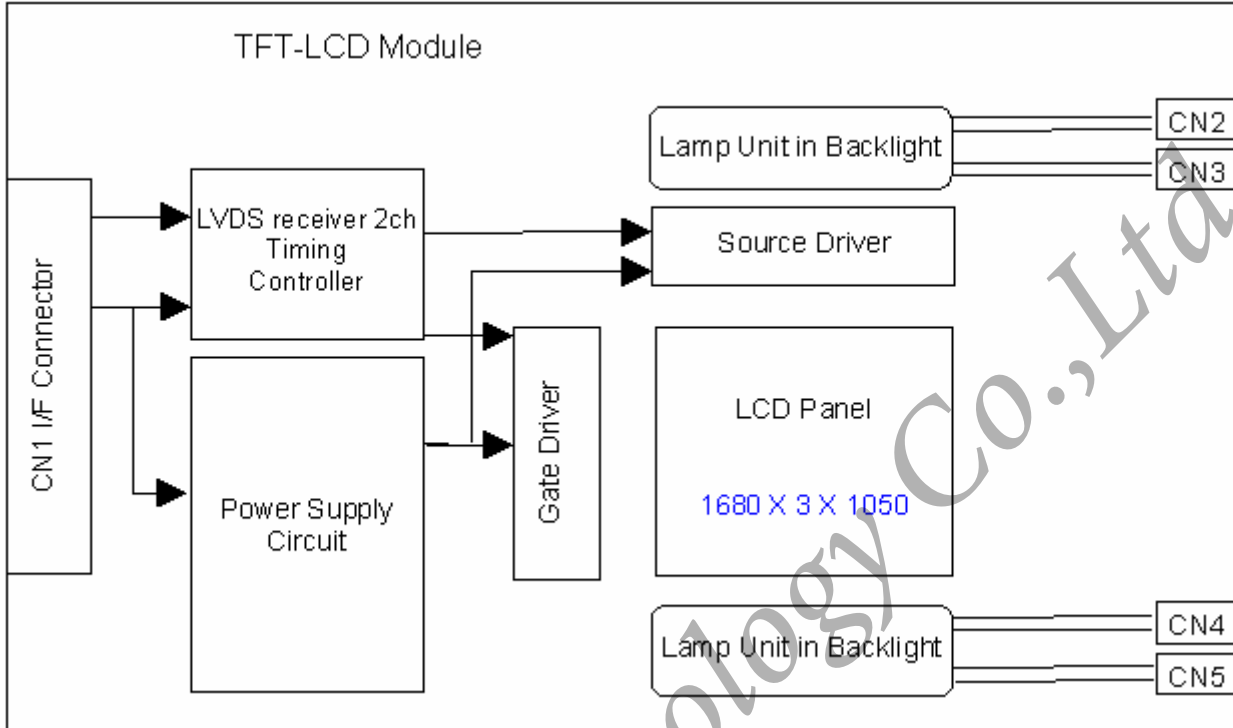 TFT-LCD Module
CN1 I/F Connector
LVDS receiver 2ch
Timing
Controller
Power Supply
Circuit
Gate Driver
Lamp Unit in Backlight
CN2
CN3
Source Driver
LCD Panel
1680 X 3 X 1050
Lamp Unit in Backlight
CN4
CN5
ology Co.,Ltd